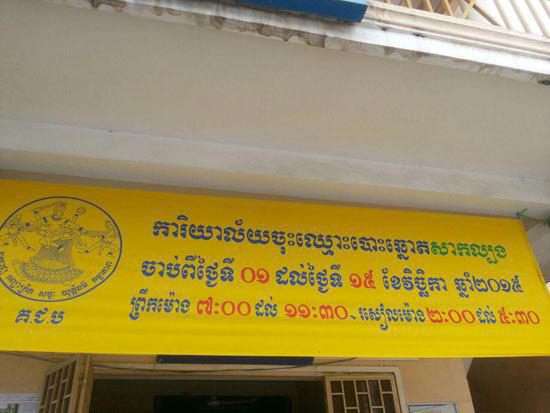 ការិយាល័យចុះឈ្មោះបោះឆ្នោតសាកល្បង
ចាប់ពីថ្ងៃទី ០១ ដល់ថ្ងៃទី ១៥ ខែវិច្ឆិកា ឆ្នាំ២០១៥
ព្រឹកម៉ោង ៧:០០ ដល់ ១១:៣០, រសៀលម៉ោង ២:០០ ដល់ ៥:៣០
គ.ជ.ប